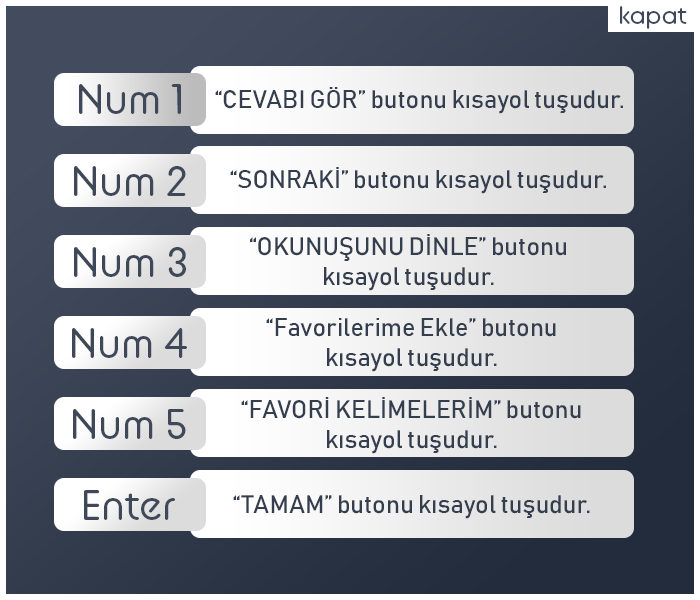 kapat
Num 1
“CEVABI GÖR” butonu kısayol tuşudur.
Num 2
“SONRAKİ” butonu kısayol tuşudur.
Num 3
“OKUNUŞUNU DİNLE” butonu
kısayol tuşudur.
Num 4
“Favorilerime Ekle” butonu
kısayol tuşudur.
Num 5
“FAVORİ KELİMELERİM” butonu
kısayol tuşudur.
Enter
“TAMAM” butonu kısayol tuşudur.